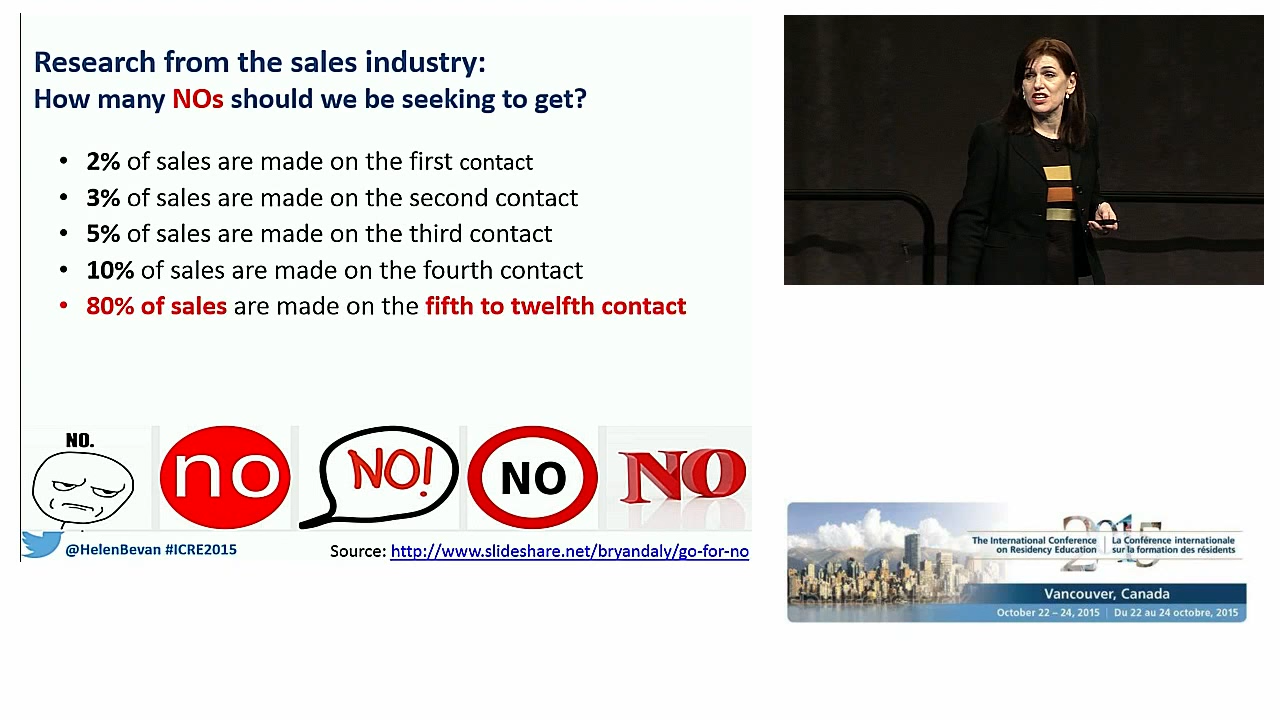 Research from the sales industry:
How many NOs should we be seeking to get?
• 2% of sales are made on the first contact
• 3% of sales are made on the second contact
• 5% of sales are made on the third contact
• 10% of sales are made on the fourth contact
• 80% of sales are made on the fifth to twelfth contact
NO.
no
NO!
NO
NO
@HelenBevan #ICRE2015
Source: http://www.slideshare.net/bryandaly/go-for-no
2015
The International Conference
on Residency Education
La Conférence internationale
sur la formation des résidents
Vancouver, Canada
October 22 – 24, 2015 | Du 22 au 24 octobre, 2015